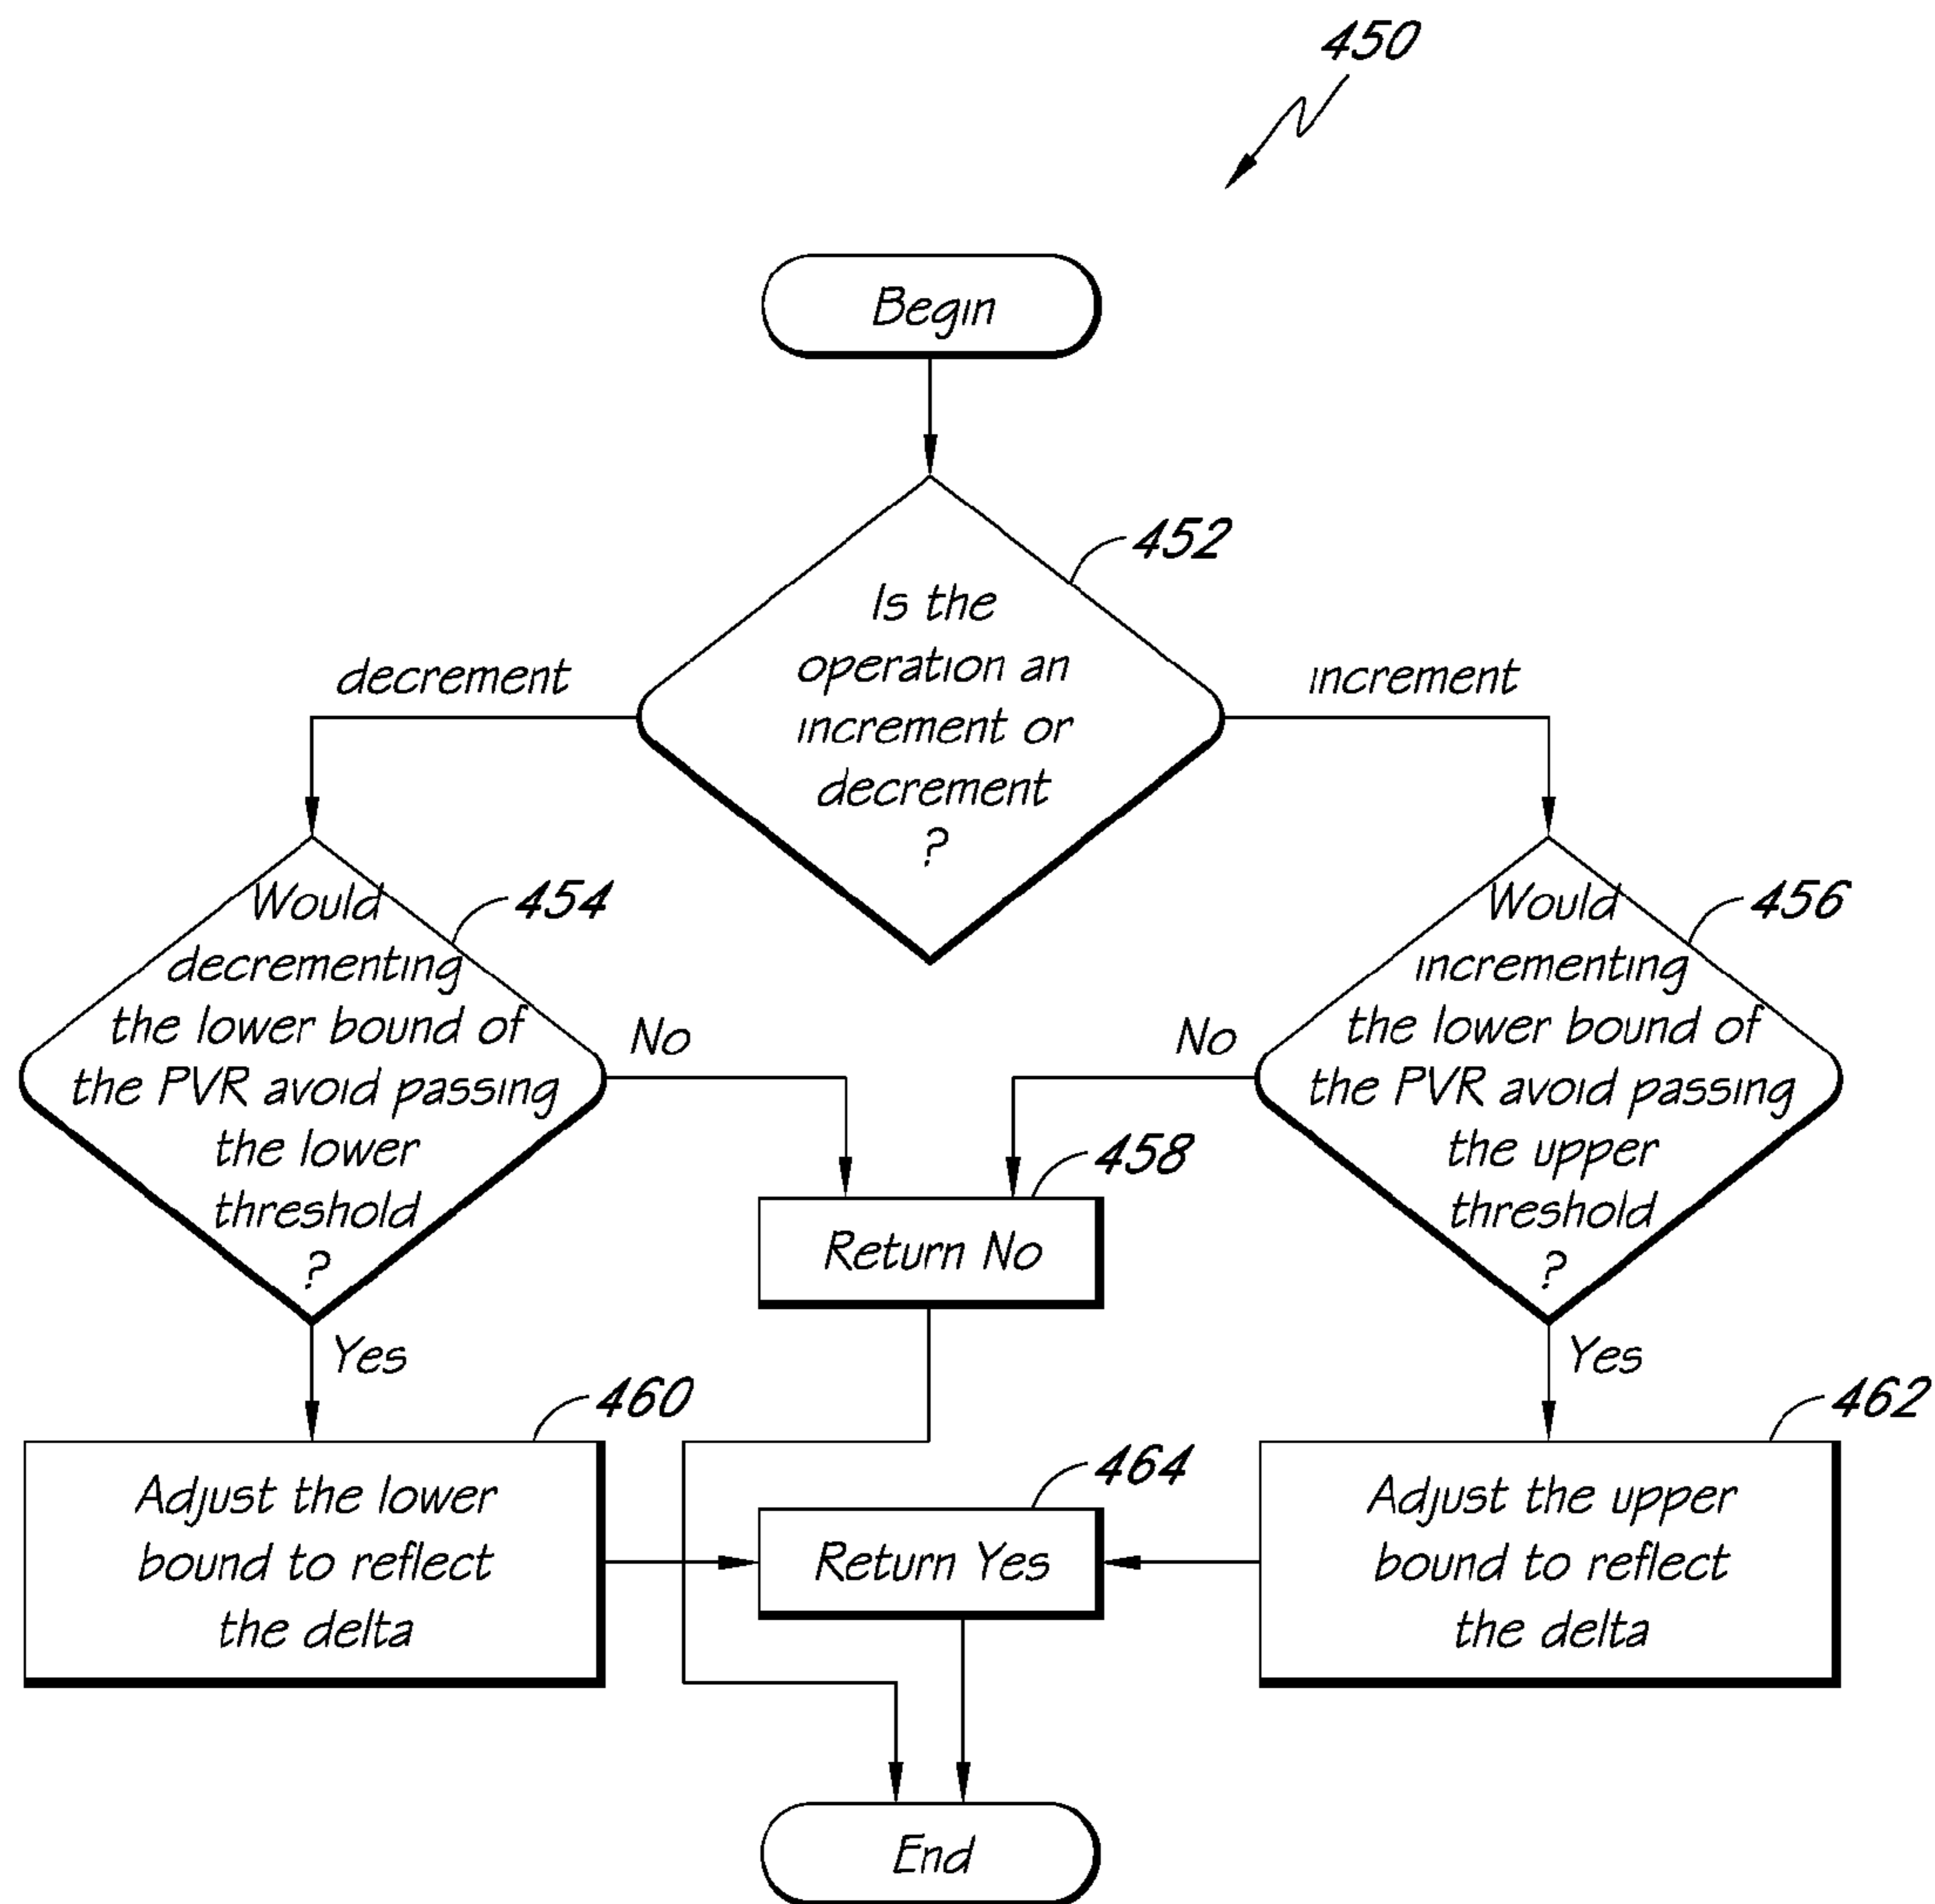 450
Begin
452
Is the
operation an
increment or
decrement
?
decrement
increment
454
Would
decrementing
the lower bound of
the PVR avoid passing
the lower
threshold
?
No
Yes
456
Would
incrementing
the lower bound of
the PVR avoid passing
the upper
threshold
?
No
Yes
458
Return No
460
Adjust the lower
bound to reflect
the delta
464
Return Yes
462
Adjust the upper
bound to reflect
the delta
End